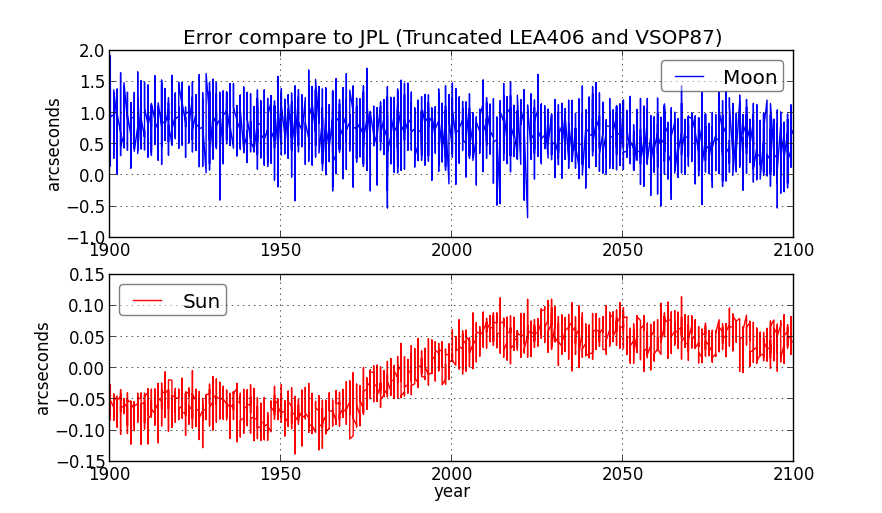 Error compare to JPL (Truncated LEA406 and VSOP87)
2.0
1.5
1.0
0.5
0.0
−0.5
−1.0
arcseconds
Moon
1900 1950 2000 2050 2100
0.15
0.10
0.05
0.00
−0.05
−0.10
−0.15
arcseconds
Sun
1900 1950 2000 2050 2100
year